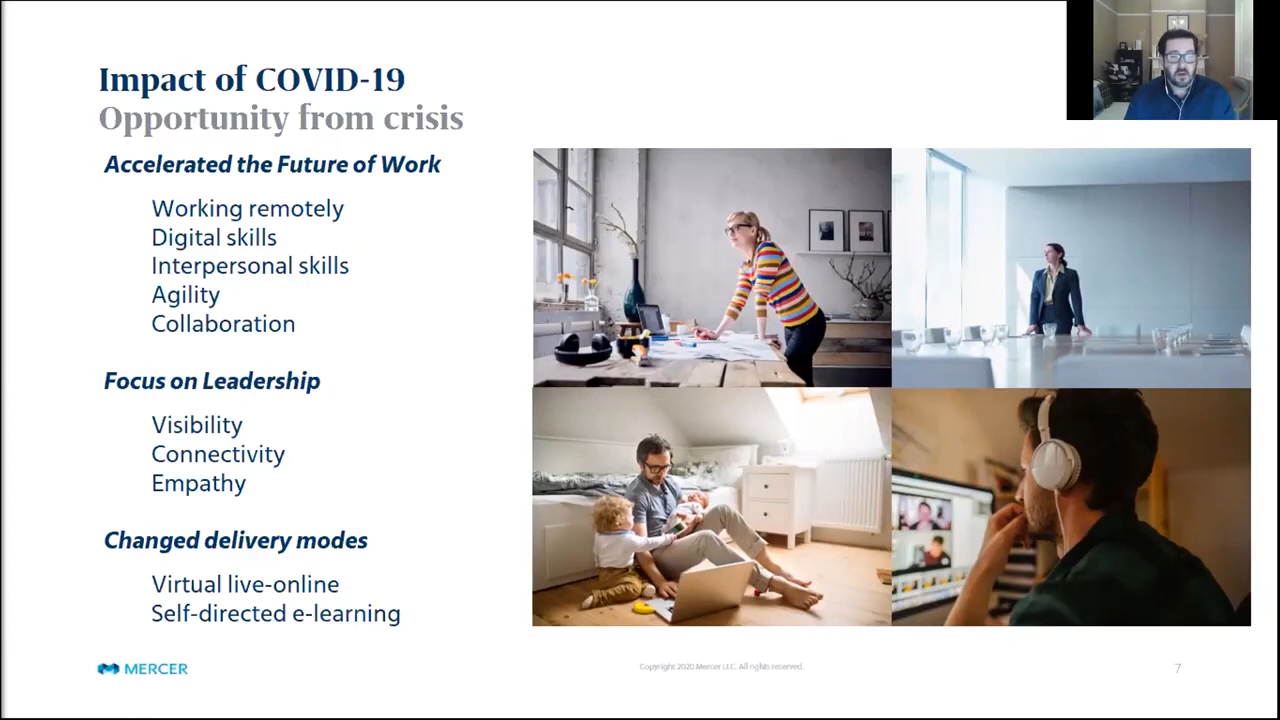 Impact of COVID-19
Opportunity from crisis
Accelerated the Future of Work
Working remotely
Digital skills
Interpersonal skills
Agility
Collaboration
Focus on Leadership
Visibility
Connectivity
Empathy
Changed delivery modes
Virtual live-online
Self-directed e-learning
MERCER
Copyright 2020 Mercer LLC. All rights reserved.
7